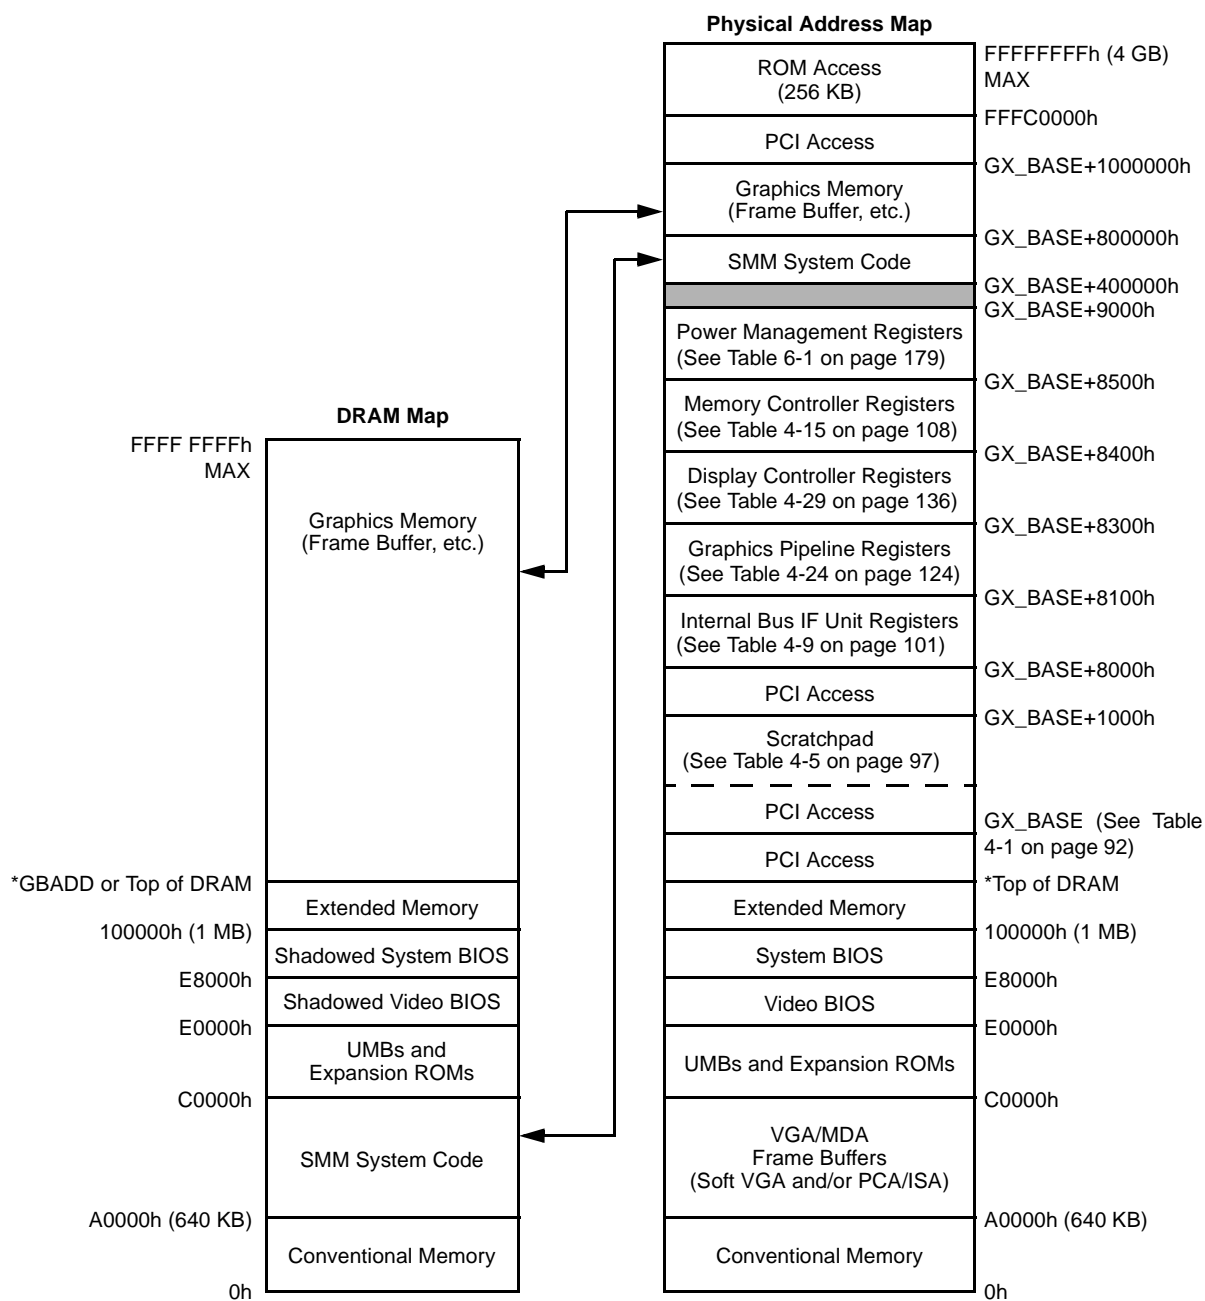 Physical Address Map
ROM Access
(256 KB)
FFFFFFFFh (4 GB)
MAX
FFFC0000h
PCI Access
GX_BASE+1000000h
Graphics Memory
(Frame Buffer, etc.)
GX_BASE+800000h
SMM System Code
GX_BASE+400000h
GX_BASE+9000h
Power Management Registers
(See Table 6-1 on page 179)
GX_BASE+8500h
Memory Controller Registers
(See Table 4-15 on page 108)
GX_BASE+8400h
Display Controller Registers
(See Table 4-29 on page 136)
GX_BASE+8300h
Graphics Pipeline Registers
(See Table 4-24 on page 124)
GX_BASE+8100h
Internal Bus IF Unit Registers
(See Table 4-9 on page 101)
GX_BASE+8000h
PCI Access
GX_BASE+1000h
Scratchpad
(See Table 4-5 on page 97)
PCI Access
GX_BASE (See Table
4-1 on page 92)
PCI Access
*Top of DRAM
Extended Memory
100000h (1 MB)
System BIOS
E8000h
Video BIOS
E0000h
UMBs and Expansion ROMs
C0000h
VGA/MDA
Frame Buffers
(Soft VGA and/or PCA/ISA)
A0000h (640 KB)
Conventional Memory
0h
DRAM Map
FFFF FFFFh
MAX
Graphics Memory
(Frame Buffer, etc.)
*GBADD or Top of DRAM
Extended Memory
100000h (1 MB)
Shadowed System BIOS
E8000h
Shadowed Video BIOS
E0000h
UMBs and
Expansion ROMs
C0000h
SMM System Code
A0000h (640 KB)
Conventional Memory
0h